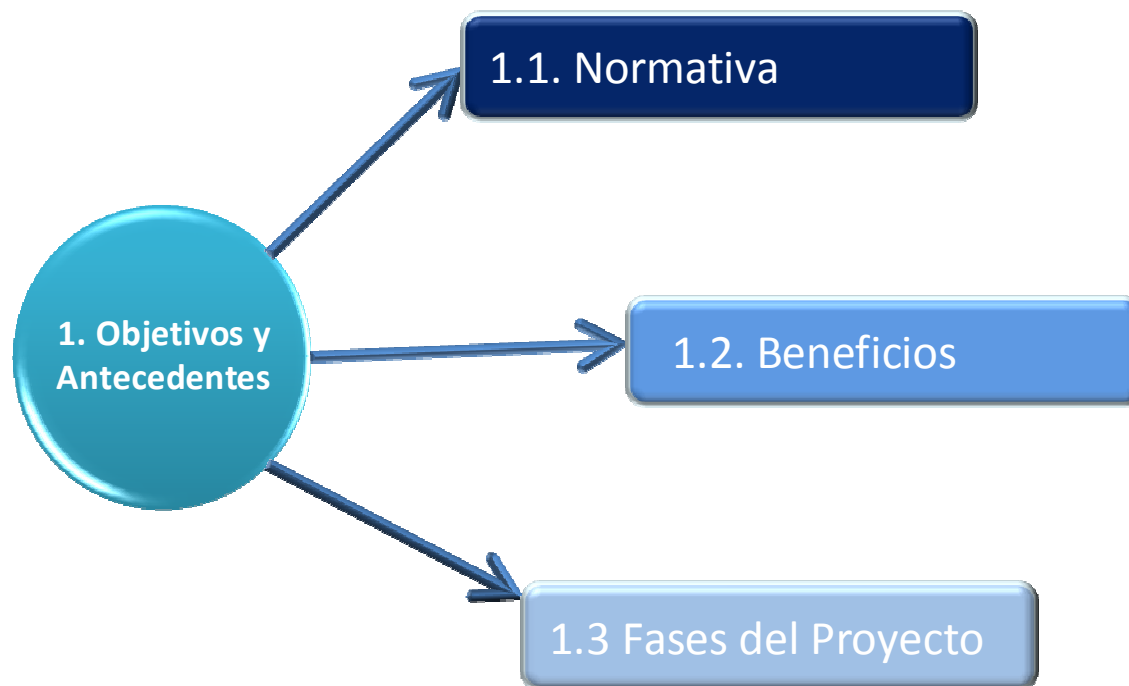 1.1. Normativa
1. Objetivos y
Antecedentes
1.2. Beneficios
1.3 Fases del Proyecto